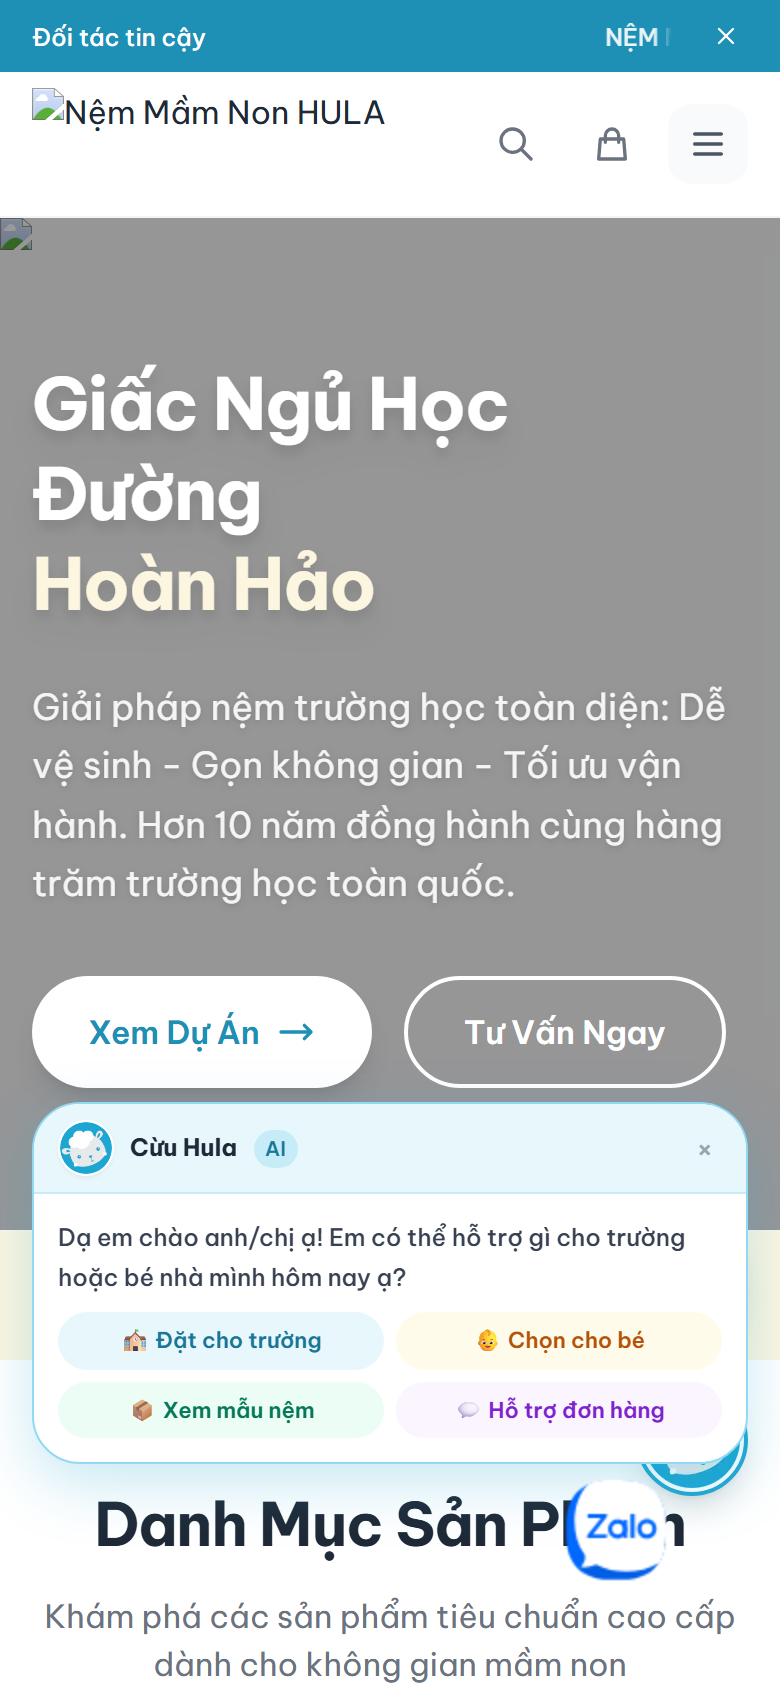 Đối tác tin cậy
NỆM
Nệm Mầm Non HULA
Giấc Ngủ Học
Đường
Hoàn Hảo
Giải pháp nệm trường học toàn diện: Dễ
vệ sinh - Gọn không gian - Tối ưu vận
hành. Hơn 10 năm đồng hành cùng hàng
trăm trường học toàn quốc.
Xem Dự Án →
Tư Vấn Ngay
Cừu Hula AI
×
Dạ em chào anh/chị ạ! Em có thể hỗ trợ gì cho trường
hoặc bé nhà mình hôm nay ạ?
Đặt cho trường
Chọn cho bé
Xem mẫu nệm
Hỗ trợ đơn hàng
Danh Mục Sản
Zalo
Khám phá các sản phẩm tiêu chuẩn cao cấp
dành cho không gian mầm non